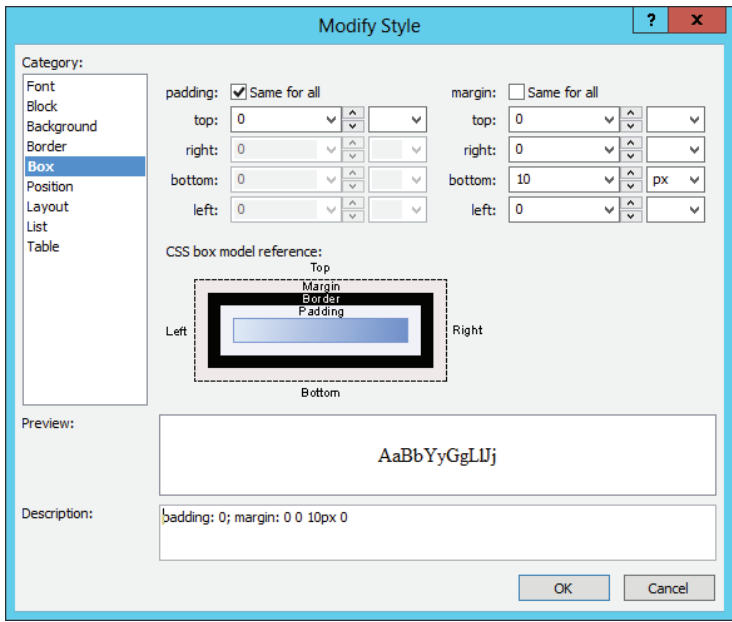 Modify Style ? x
Category:
Font
Block
Background
Border
Box
Position
Layout
List
Table
padding: Same for all
top: 0
right: 0
bottom: 0
left: 0
margin: Same for all
top: 0
right: 0
bottom: 10 px
left: 0
CSS box model reference:
Top
Margin
Border
Padding
Left
Right
Bottom
Preview:
AaBbYyGgLlJj
Description:
padding: 0; margin: 0 0 10px 0
OK Cancel